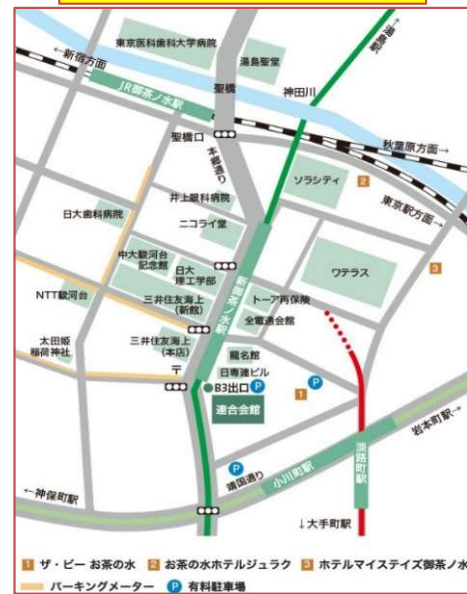 ↗湯島駅
東京医科歯科大学病院
←新宿方面
湯島聖堂
聖橋
神田川
JR御茶ノ水駅
聖橋口
秋葉原方面→
本郷通り
ソラシティ
2
東京駅方面→
井上眼科病院
日大歯科病院
ニコライ堂
3
中大駿河台
記念館
日大
理工学部
新御茶ノ水駅
ワテラス
NTT駿河台
三井住友海上
(新館)
トーア再保険
全電通会館
太田姫
稲荷神社
三井住友海上
(本店)
龍名館
日専連ビル
〒
B3出口
P
1
P
連合会館
岩本町駅→
P
靖国通り
小川町駅
淡路町駅
←神保町駅
↓大手町駅
1 ザ・ビー お茶の水 2 お茶の水ホテルジュラク 3 ホテルマイステイズ御茶ノ水
パーキングメーター P 有料駐車場